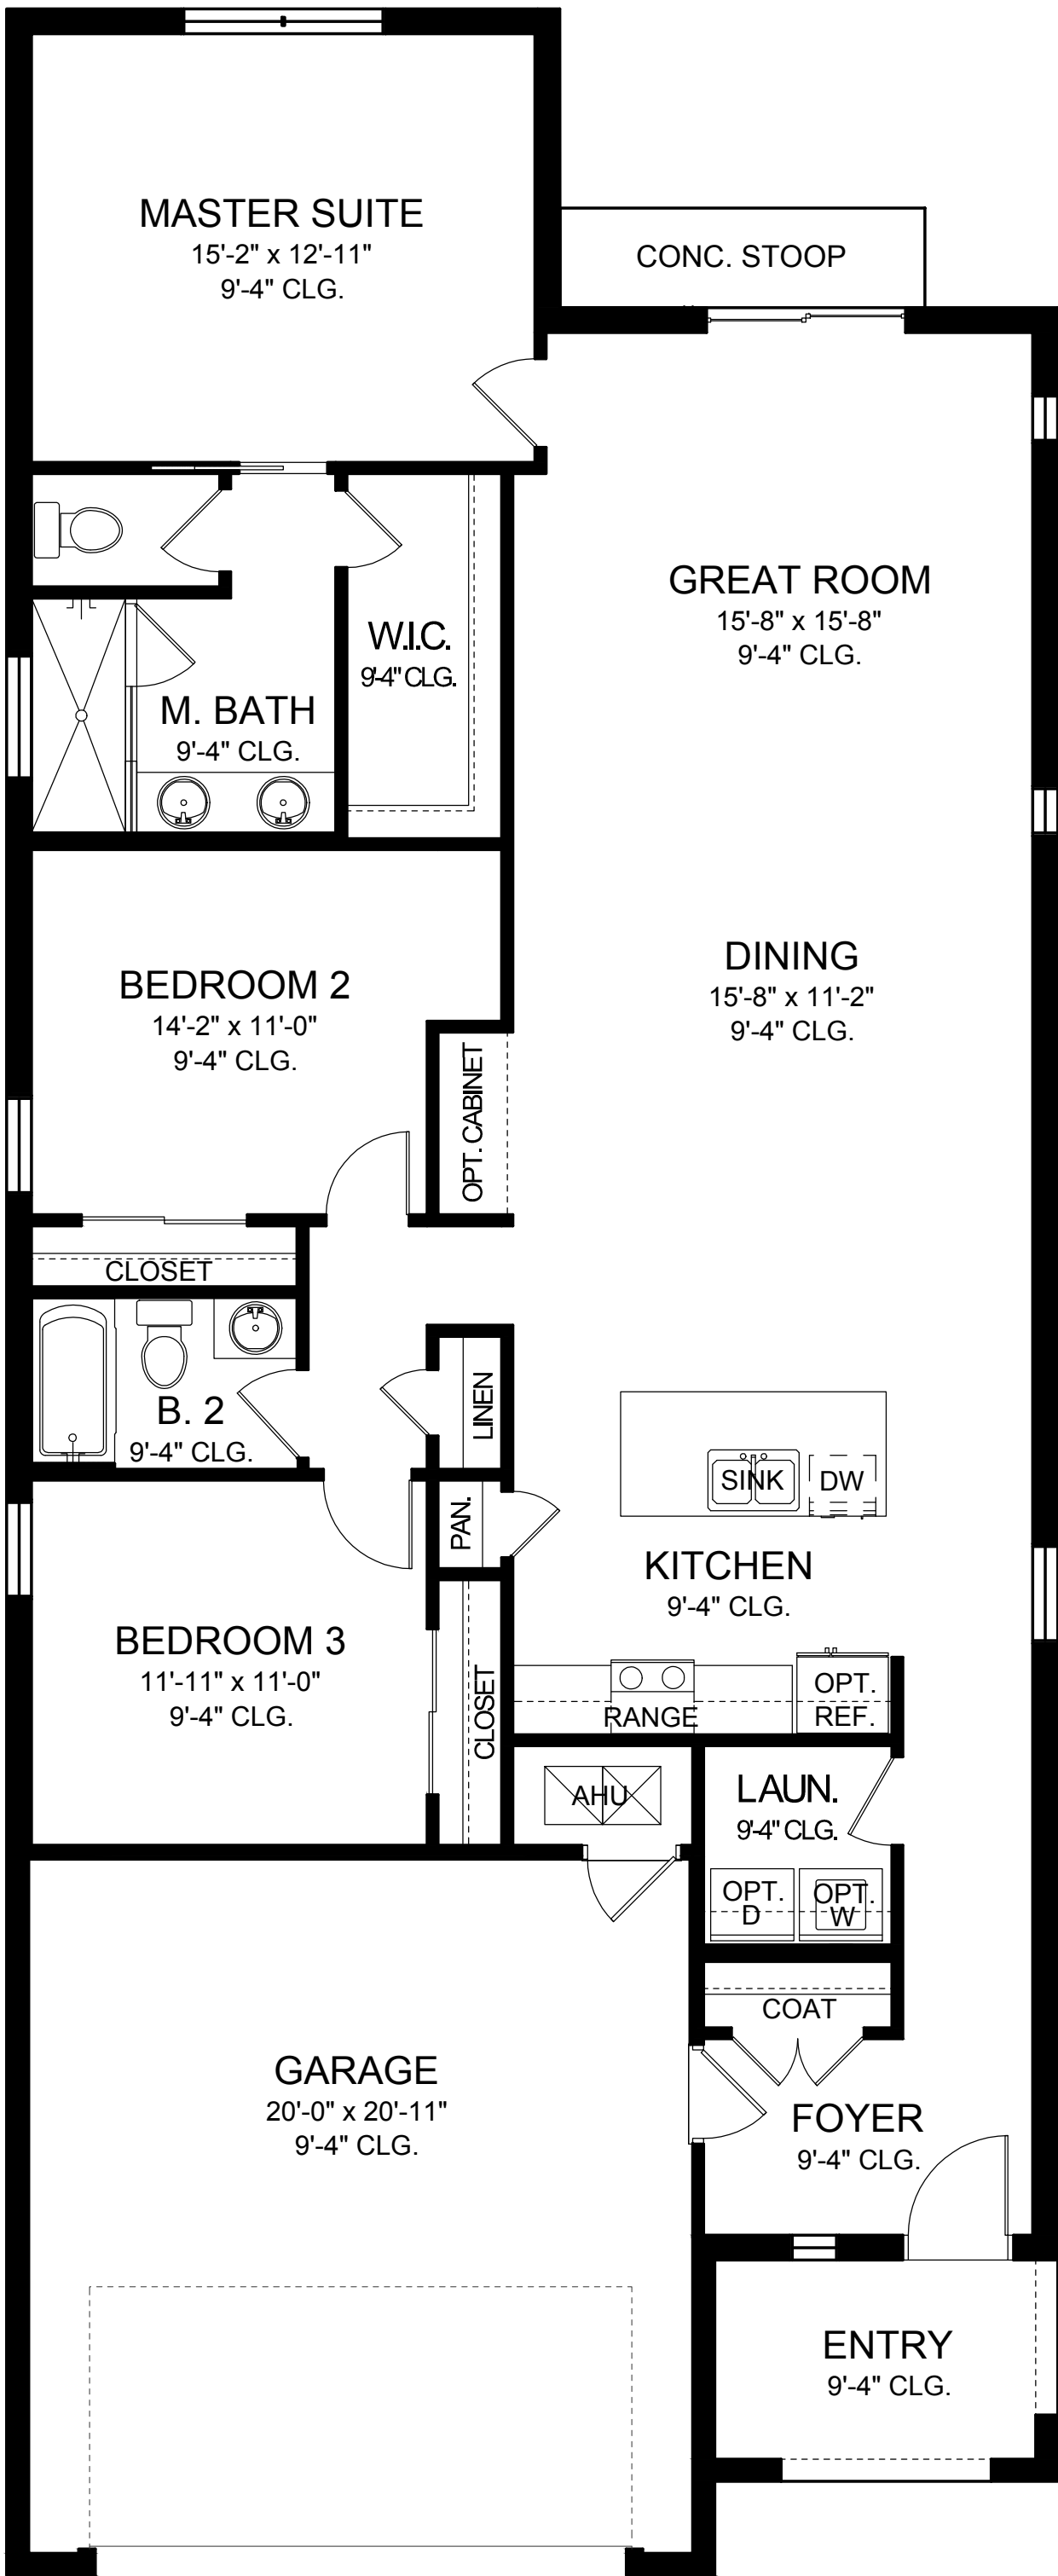 MASTER SUITE
15'-2" x 12'-11"
9'-4" CLG.
CONC. STOOP
GREAT ROOM
15'-8" x 15'-8"
9'-4" CLG.
W.I.C.
9'-4" CLG.
M. BATH
9'-4" CLG.
DINING
15'-8" x 11'-2"
9'-4" CLG.
BEDROOM 2
14'-2" x 11'-0"
9'-4" CLG.
OPT. CABINET
CLOSET
B. 2
9'-4" CLG.
LINEN
SINK
DW
PAN.
KITCHEN
9'-4" CLG.
BEDROOM 3
11'-11" x 11'-0"
9'-4" CLG.
CLOSET
RANGE
OPT.
REF.
AHU
LAUN.
9'-4" CLG.
OPT.
D
OPT.
W
COAT
GARAGE
20'-0" x 20'-11"
9'-4" CLG.
FOYER
9'-4" CLG.
ENTRY
9'-4" CLG.